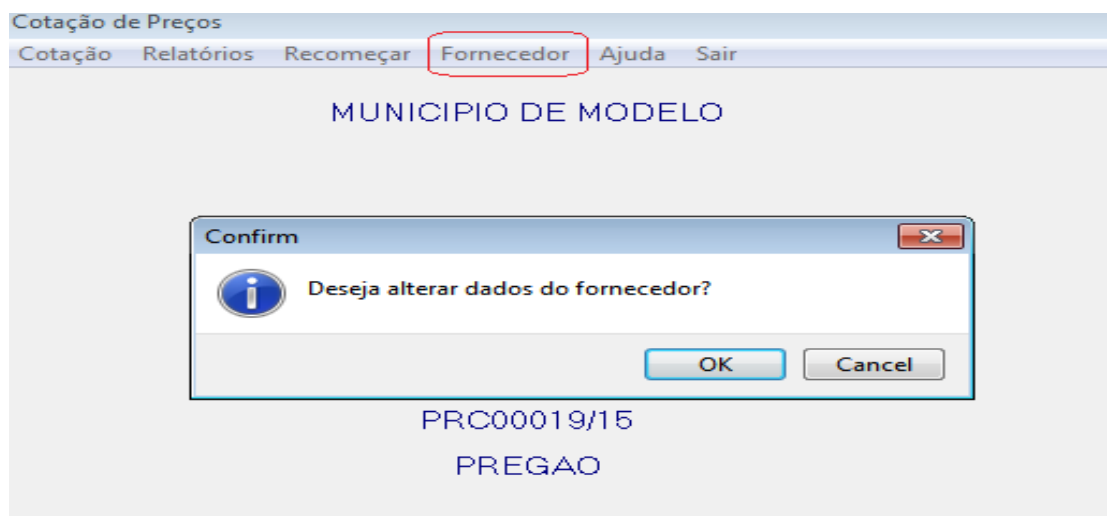 Cotação de Preços
Cotação Relatórios Recomeçar Fornecedor Ajuda Sair
MUNICIPIO DE MODELO
Confirm
Deseja alterar dados do fornecedor?
OK Cancel
PRC00019/15
PREGAO